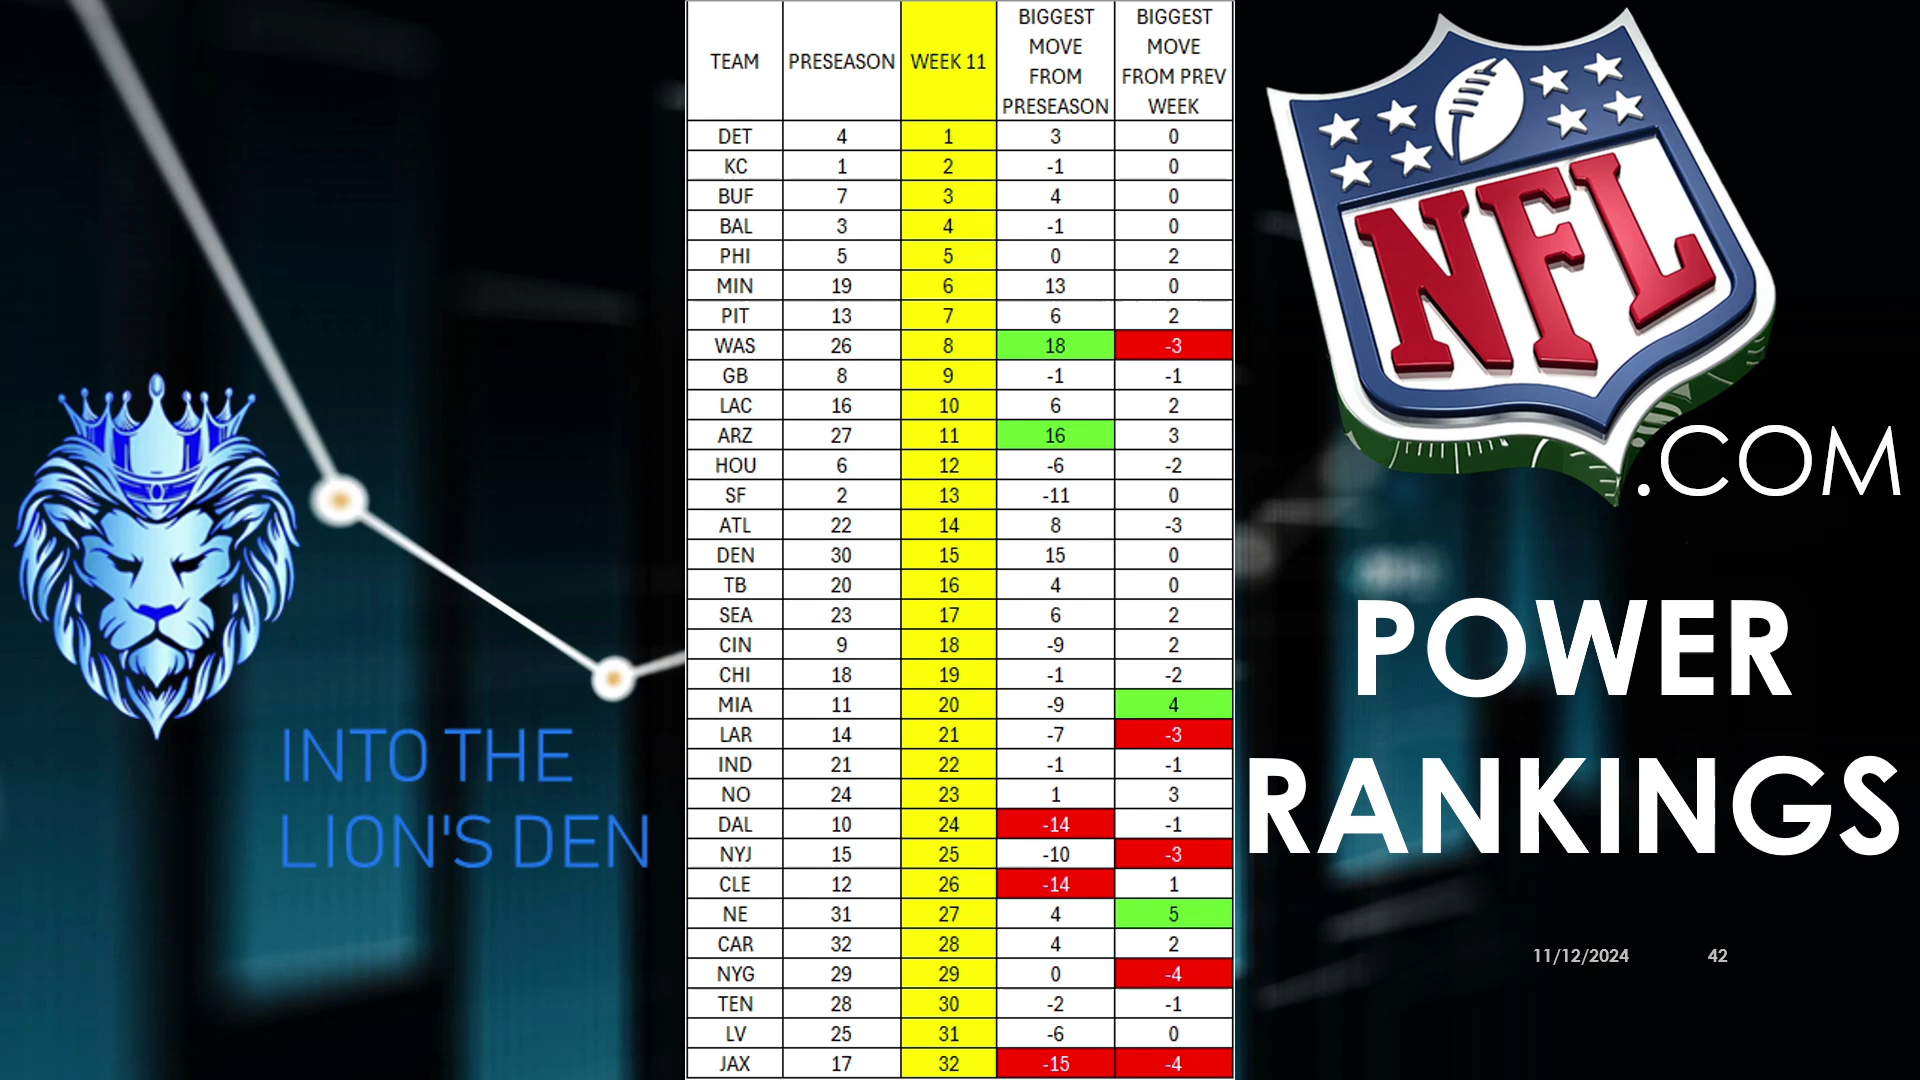 TEAM PRESEASON WEEK 11 BIGGEST MOVE FROM PRESEASON BIGGEST MOVE FROM PREV WEEK
DET 4 1 3 0
KC 1 2 -1 0
BUF 7 3 4 0
BAL 3 4 -1 0
PHI 5 5 0 2
MIN 19 6 13 0
PIT 13 7 6 2
WAS 26 8 18 -3
GB 8 9 -1 -1
LAC 16 10 6 2
ARZ 27 11 16 3
HOU 6 12 -6 -2
SF 2 13 -11 0
ATL 22 14 8 -3
DEN 30 15 15 0
TB 20 16 4 0
SEA 23 17 6 2
CIN 9 18 -9 2
CHI 18 19 -1 -2
MIA 11 20 -9 4
LAR 14 21 -7 -3
IND 21 22 -1 -1
NO 24 23 1 3
DAL 10 24 -14 -1
NYJ 15 25 -10 -3
CLE 12 26 -14 1
NE 31 27 4 5
CAR 32 28 4 2
NYG 29 29 0 -4
TEN 28 30 -2 -1
LV 25 31 -6 0
JAX 17 32 -15 -4
INTO THE
LION'S DEN
NFL
.COM
POWER
RANKINGS
11/12/2024 42